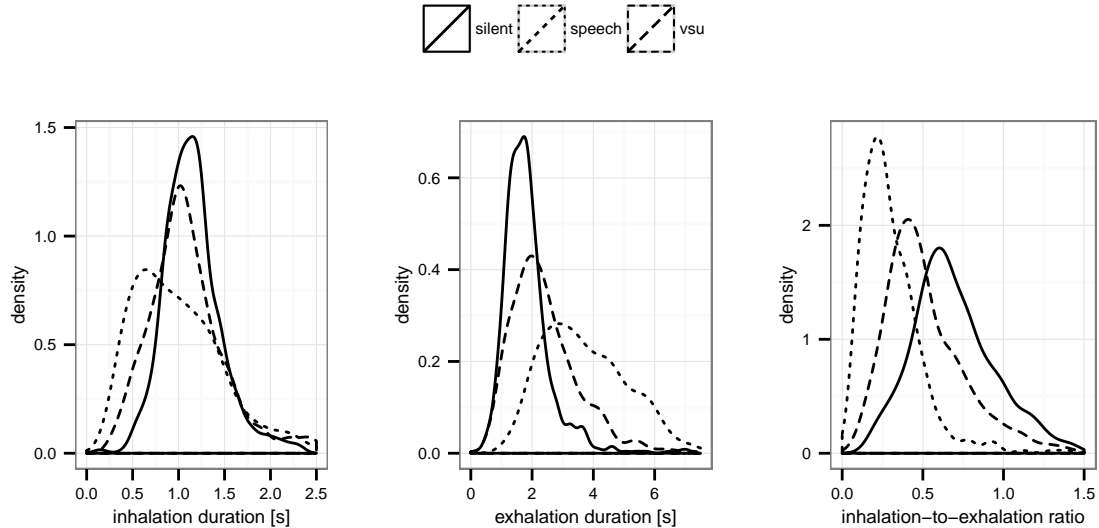 silent speech vsu
density
1.5
1.0
0.5
0.0
0.0 0.5 1.0 1.5 2.0 2.5
inhalation duration [s]
density
0.6
0.4
0.2
0.0
0 2 4 6
exhalation duration [s]
density
2
1
0
0.0 0.5 1.0 1.5
inhalation−to−exhalation ratio